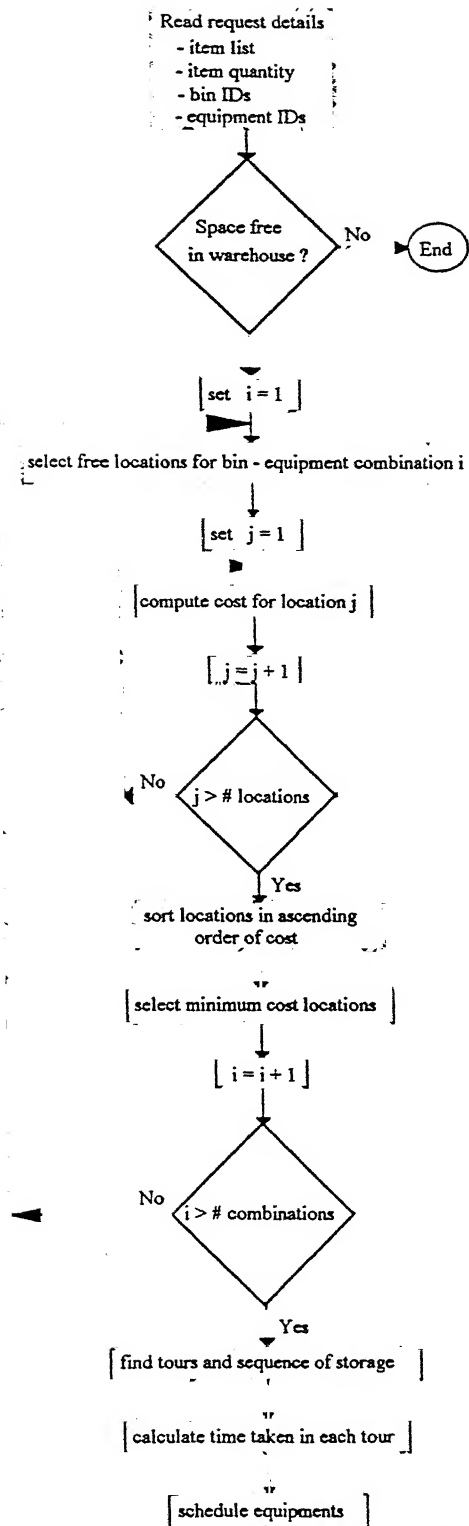 Read request details
- item list
- item quantity
- bin IDs
- equipment IDs
Space free
in warehouse ?
No
End
set i = 1
select free locations for bin - equipment combination i
set j = 1
compute cost for location j
j = j + 1
No
j > # locations
Yes
sort locations in ascending
order of cost
select minimum cost locations
i = i + 1
No
i > # combinations
Yes
find tours and sequence of storage
calculate time taken in each tour
schedule equipments